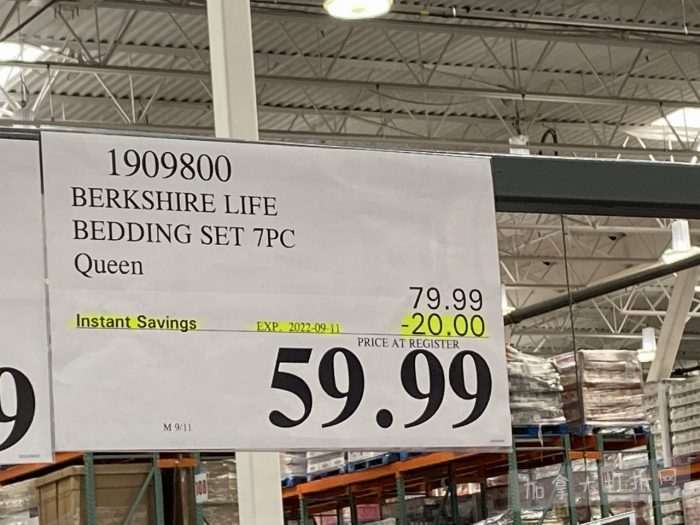 1909800
BERKSHIRE LIFE
BEDDING SET 7PC
Queen
79.99
Instant Savings EXP. 2022-09-11 -20.00
PRICE AT REGISTER
59.99
M 9/11
9
加拿大打折网